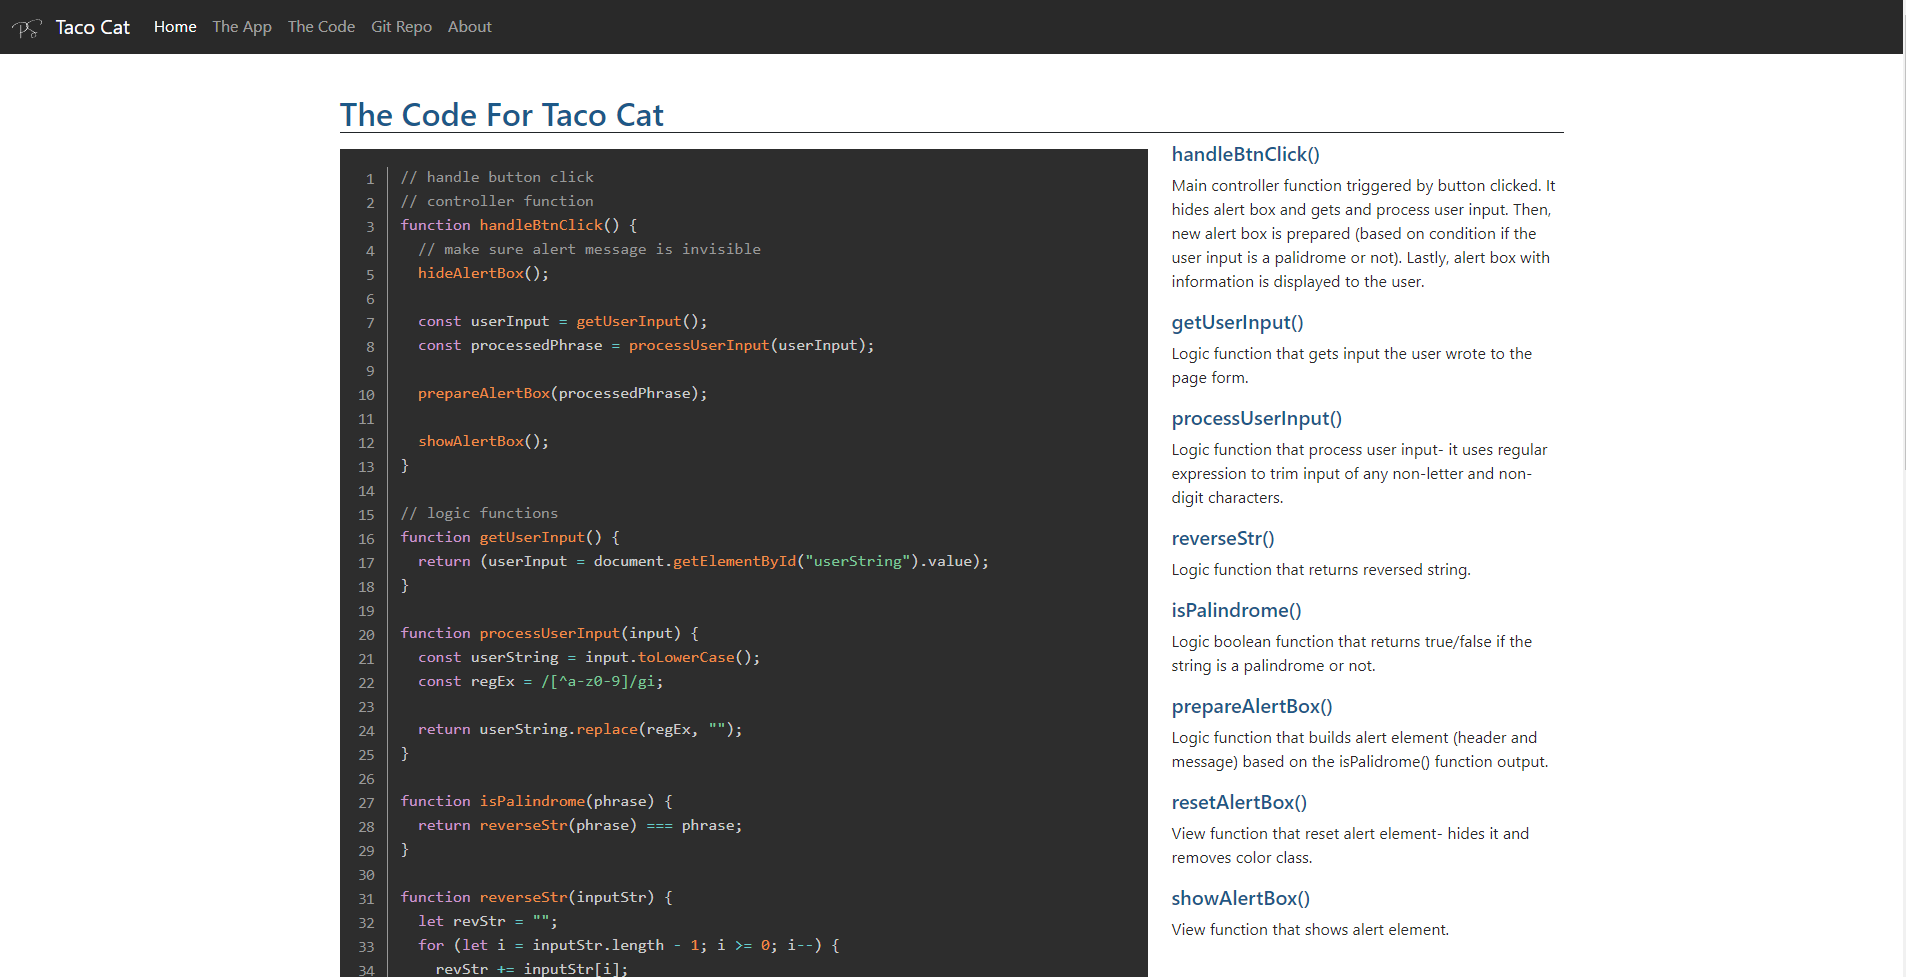 PS
Taco Cat Home The App The Code Git Repo About
The Code For Taco Cat
1 // handle button click
2 // controller function
3 function handleBtnClick() {
4 // make sure alert message is invisible
5 hideAlertBox();
6
7 const userInput = getUserInput();
8 const processedPhrase = processUserInput(userInput);
9
10 prepareAlertBox(processedPhrase);
11
12 showAlertBox();
13 }
14
15 // logic functions
16 function getUserInput() {
17 return (userInput = document.getElementById("userString").value);
18 }
19
20 function processUserInput(input) {
21 const userString = input.toLowerCase();
22 const regEx = /[^a-z0-9]/gi;
23
24 return userString.replace(regEx, "");
25 }
26
27 function isPalindrome(phrase) {
28 return reverseStr(phrase) === phrase;
29 }
30
31 function reverseStr(inputStr) {
32 let revStr = "";
33 for (let i = inputStr.length - 1; i >= 0; i--) {
34 revStr += inputStr[i];
handleBtnClick()
Main controller function triggered by button clicked. It
hides alert box and gets and process user input. Then,
new alert box is prepared (based on condition if the
user input is a palidrome or not). Lastly, alert box with
information is displayed to the user.
getUserInput()
Logic function that gets input the user wrote to the
page form.
processUserInput()
Logic function that process user input- it uses regular
expression to trim input of any non-letter and non-
digit characters.
reverseStr()
Logic function that returns reversed string.
isPalindrome()
Logic boolean function that returns true/false if the
string is a palindrome or not.
prepareAlertBox()
Logic function that builds alert element (header and
message) based on the isPalidrome() function output.
resetAlertBox()
View function that reset alert element- hides it and
removes color class.
showAlertBox()
View function that shows alert element.